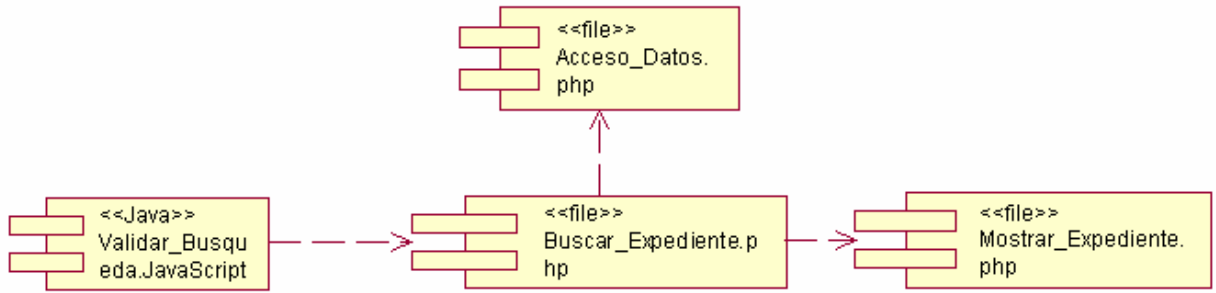 <<file>>
Acceso_Datos.
php
<<Java>>
Validar_Busqu
eda.JavaScript
<<file>>
Buscar_Expediente.p
hp
<<file>>
Mostrar_Expediente.
php